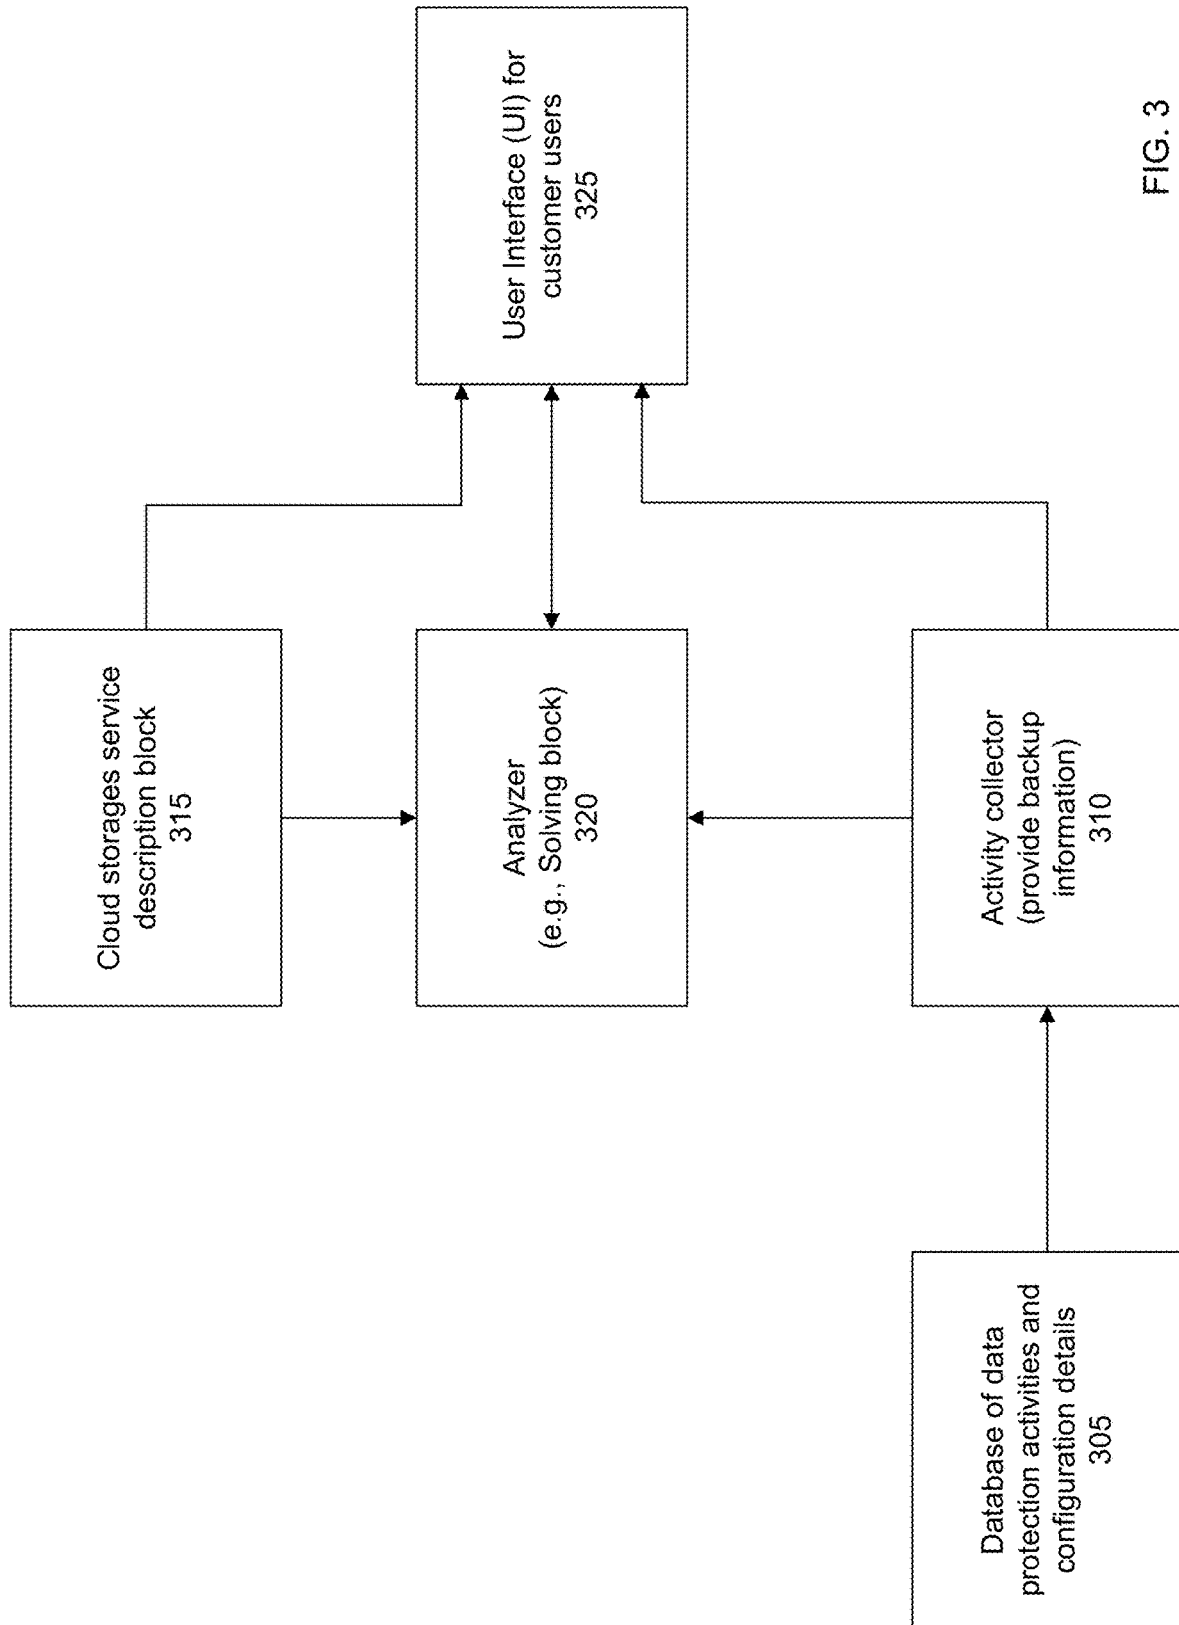 Cloud storages service
description block
315
User Interface (UI) for
customer users
325
Analyzer
(e.g., Solving block)
320
Database of data
protection activities and
configuration details
305
Activity collector
(provide backup
information)
310
FIG. 3